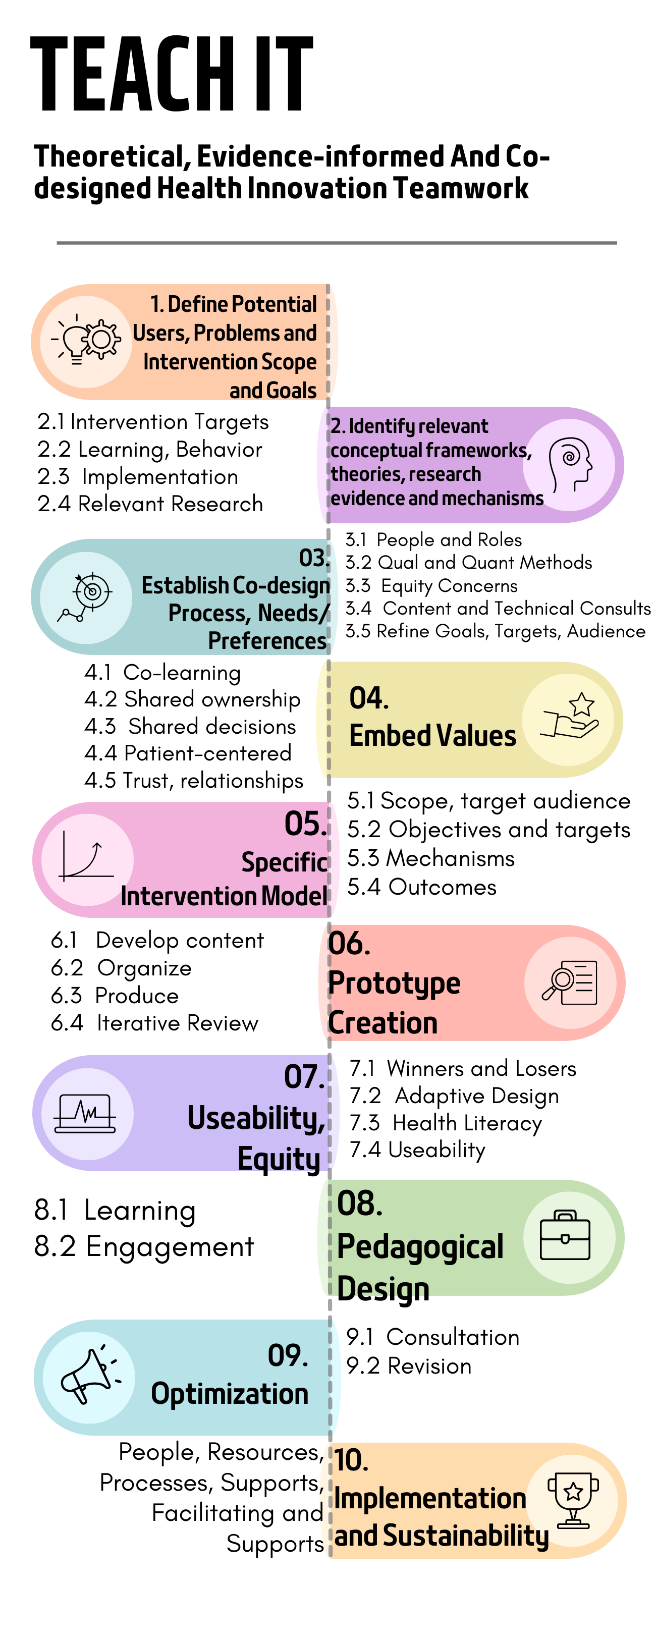 TEACH IT
Theoretical, Evidence-informed And Co-
designed Health Innovation Teamwork
1. Define Potential
Users, Problems and
Intervention Scope
and Goals
2. Identify relevant
conceptual frameworks,
theories, research
evidence and mechanisms
2.1 Intervention Targets
2.2 Learning, Behavior
2.3 Implementation
2.4 Relevant Research
03.
Establish Co-design
Process, Needs/
Preferences
3.1 People and Roles
3.2 Qual and Quant Methods
3.3 Equity Concerns
3.4 Content and Technical Consults
3.5 Refine Goals, Targets, Audience
04.
Embed Values
4.1 Co-learning
4.2 Shared ownership
4.3 Shared decisions
4.4 Patient-centered
4.5 Trust, relationships
05.
Specific
Intervention Model
5.1 Scope, target audience
5.2 Objectives and targets
5.3 Mechanisms
5.4 Outcomes
06.
Prototype
Creation
6.1 Develop content
6.2 Organize
6.3 Produce
6.4 Iterative Review
07.
Useability,
Equity
7.1 Winners and Losers
7.2 Adaptive Design
7.3 Health Literacy
7.4 Useability
08.
Pedagogical
Design
8.1 Learning
8.2 Engagement
09.
Optimization
9.1 Consultation
9.2 Revision
10.
Implementation
and Sustainability
People, Resources,
Processes, Supports,
Facilitating and
Supports